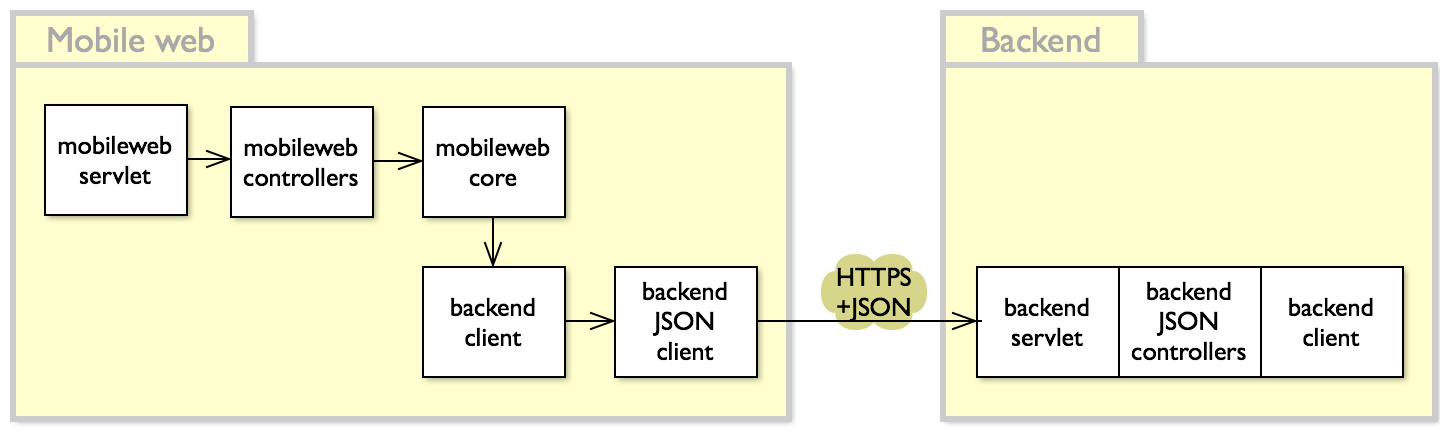 Mobile web
Backend
mobileweb
servlet
mobileweb
controllers
mobileweb
core
backend
client
backend
JSON
client
HTTPS
+JSON
backend
servlet
backend
JSON
controllers
backend
client